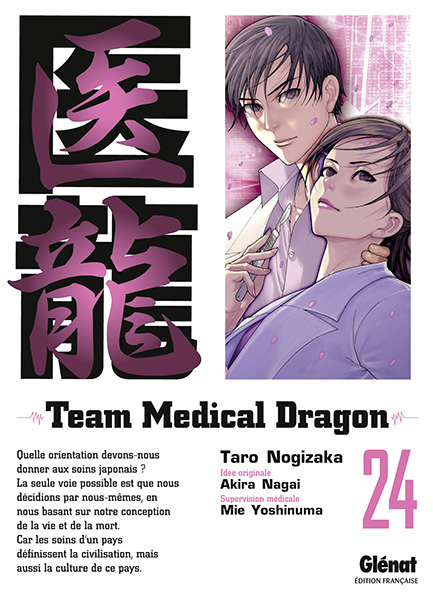 医
龍
Team Medical Dragon
Quelle orientation devons-nous
donner aux soins japonais ?
La seule voie possible est que nous
décidions par nous-mêmes, en
nous basant sur notre conception
de la vie et de la mort.
Car les soins d'un pays
définissent la civilisation, mais
aussi la culture de ce pays.
Taro Nogizaka
Idée originale
Akira Nagai
Supervision médicale
Mie Yoshinuma
24
Glénat
ÉDITION FRANÇAISE